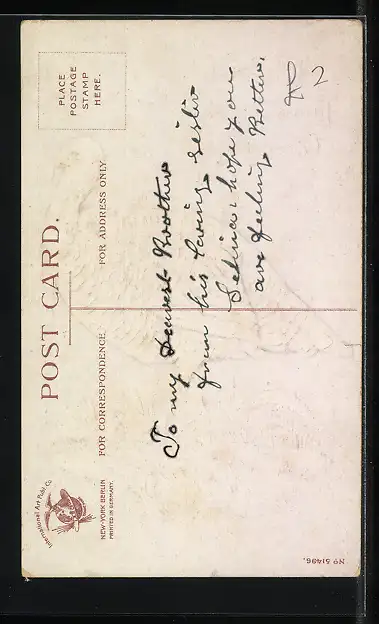 POST CARD.
PLACE
POSTAGE
STAMP
HERE.
FOR CORRESPONDENCE
FOR ADDRESS ONLY
To my Dearest Brother
from his loving sister
Selina i hope you
are feeling Better.
2
International Art Publ. Co.
NEW-YORK BERLIN
PRINTED IN GERMANY.
No 51496.